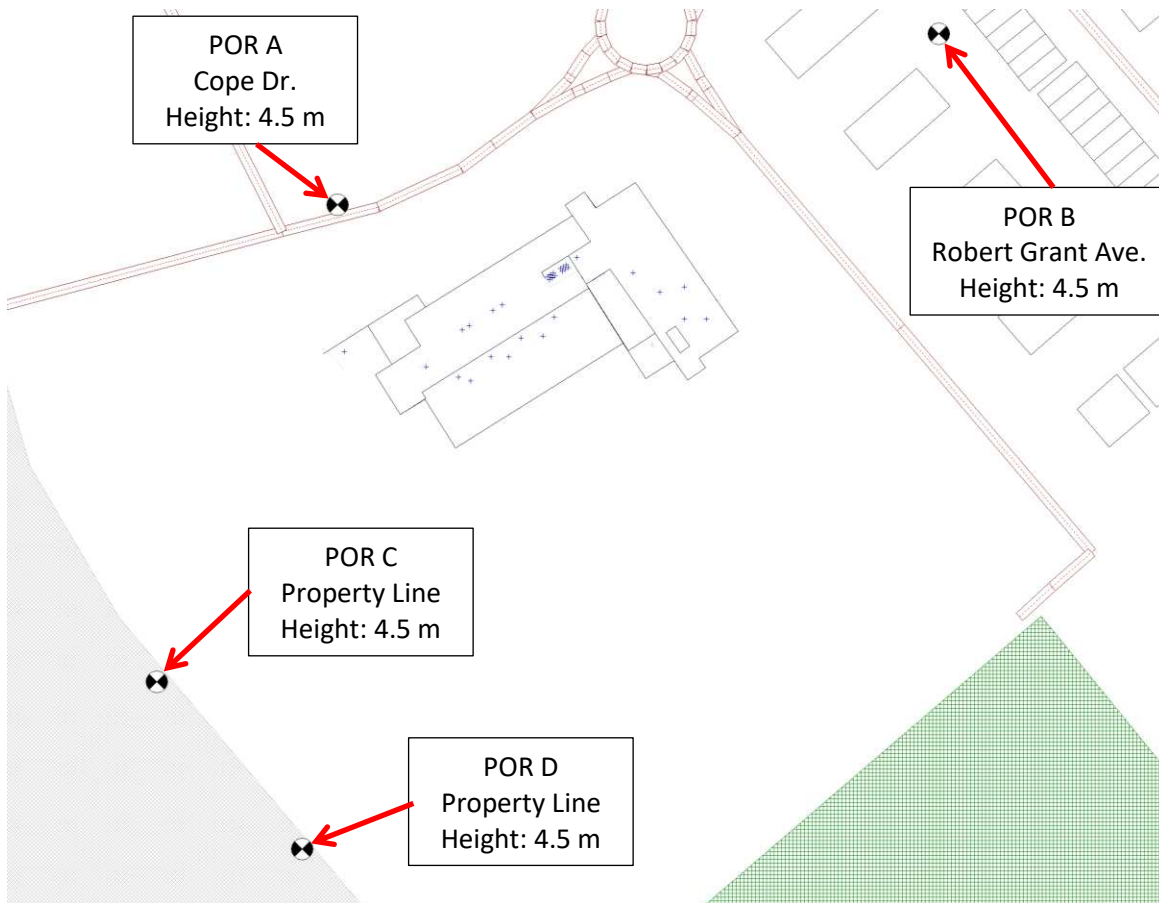 POR A
Cope Dr.
Height: 4.5 m
POR B
Robert Grant Ave.
Height: 4.5 m
POR C
Property Line
Height: 4.5 m
POR D
Property Line
Height: 4.5 m